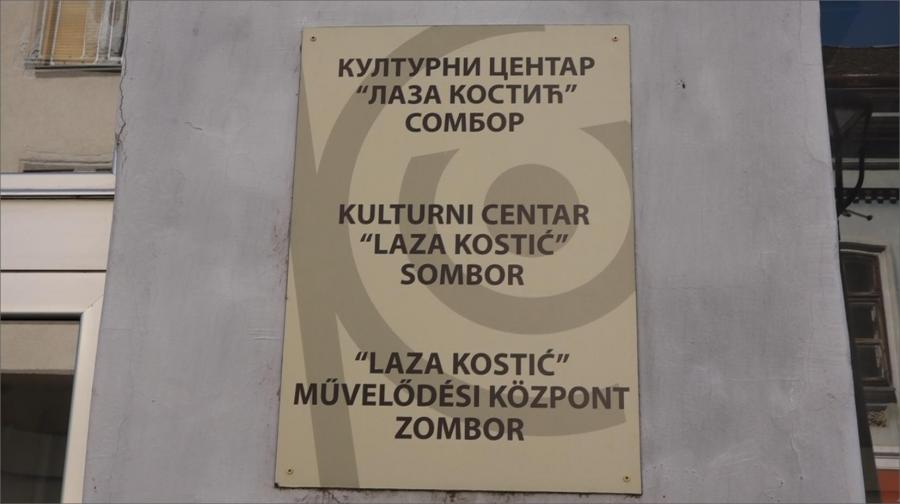 КУЛТУРНИ ЦЕНТАР
“ЛАЗА КОСТИЋ”
СОМБОР
KULTURNI CENTAR
“LAZA KOSTIĆ”
SOMBOR
“LAZA KOSTIĆ”
MŰVELŐDÉSI KÖZPONT
ZOMBOR